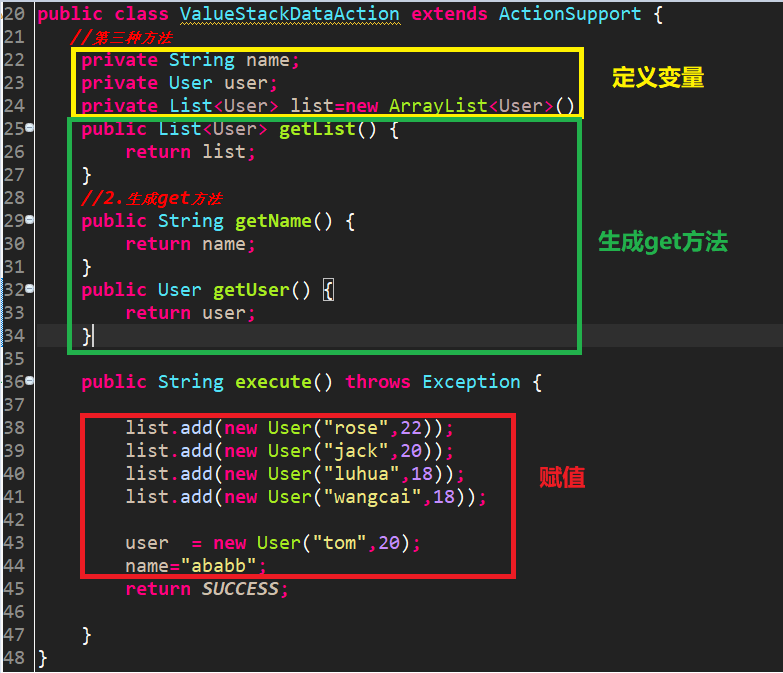 20 public class ValueStackDataAction extends ActionSupport {
21 //第三种方法
22 private String name;
23 private User user; 定义变量
24 private List<User> list=new ArrayList<User>()
25 public List<User> getList() {
26 return list;
27 }
28 //2.生成get方法
29 public String getName() {
30 return name; 生成get方法
31 }
32 public User getUser() {
33 return user;
34 }
35
36 public String execute() throws Exception {
37
38 list.add(new User("rose",22));
39 list.add(new User("jack",20));
40 list.add(new User("luhua",18)); 赋值
41 list.add(new User("wangcai",18));
42
43 user = new User("tom",20);
44 name="ababb";
45 return SUCCESS;
46
47 }
48 }